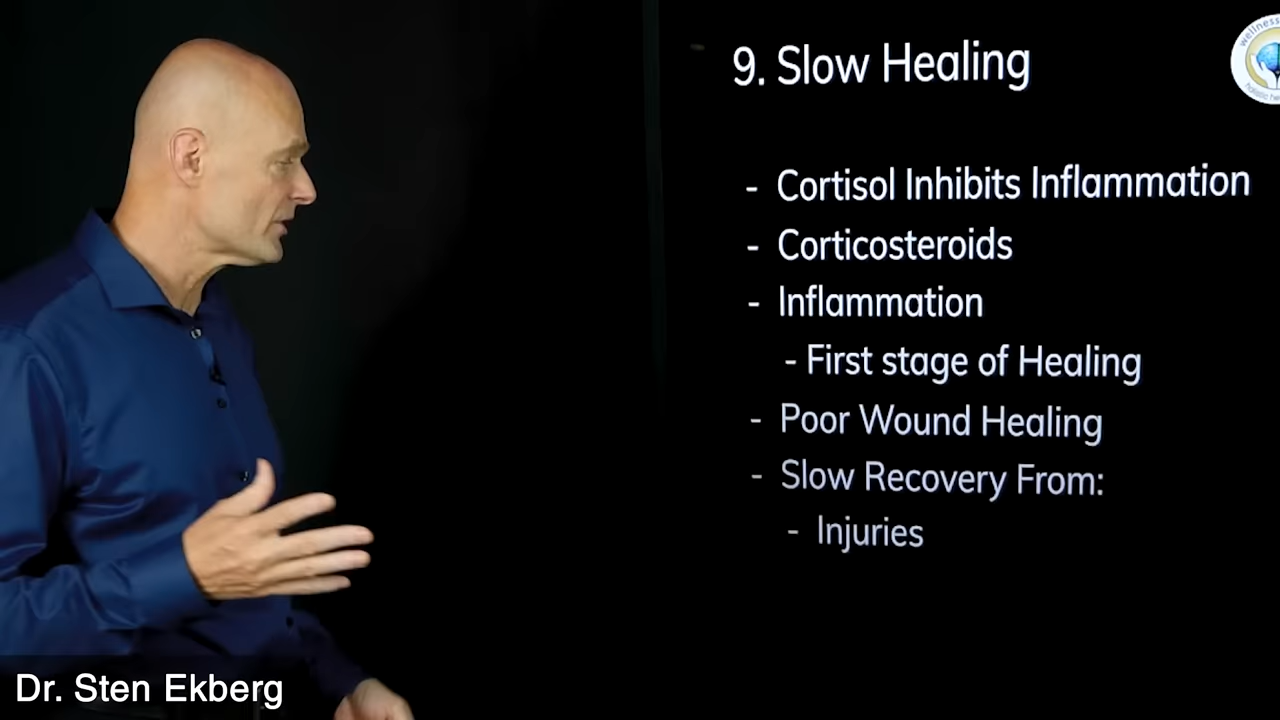 9. Slow Healing
wellness
- Cortisol Inhibits Inflammation
- Corticosteroids
- Inflammation
- First stage of Healing
- Poor Wound Healing
- Slow Recovery From:
- Injuries
Dr. Sten Ekberg